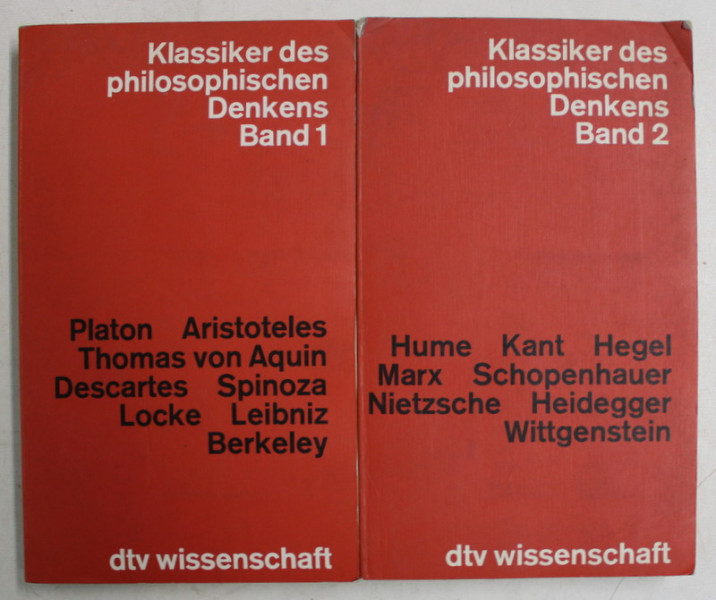 Klassiker des
philosophischen
Denkens
Band 1
Platon Aristoteles
Thomas von Aquin
Descartes Spinoza
Locke Leibniz
Berkeley
dtv wissenschaft
Klassiker des
philosophischen
Denkens
Band 2
Hume Kant Hegel
Marx Schopenhauer
Nietzsche Heidegger
Wittgenstein
dtv wissenschaft